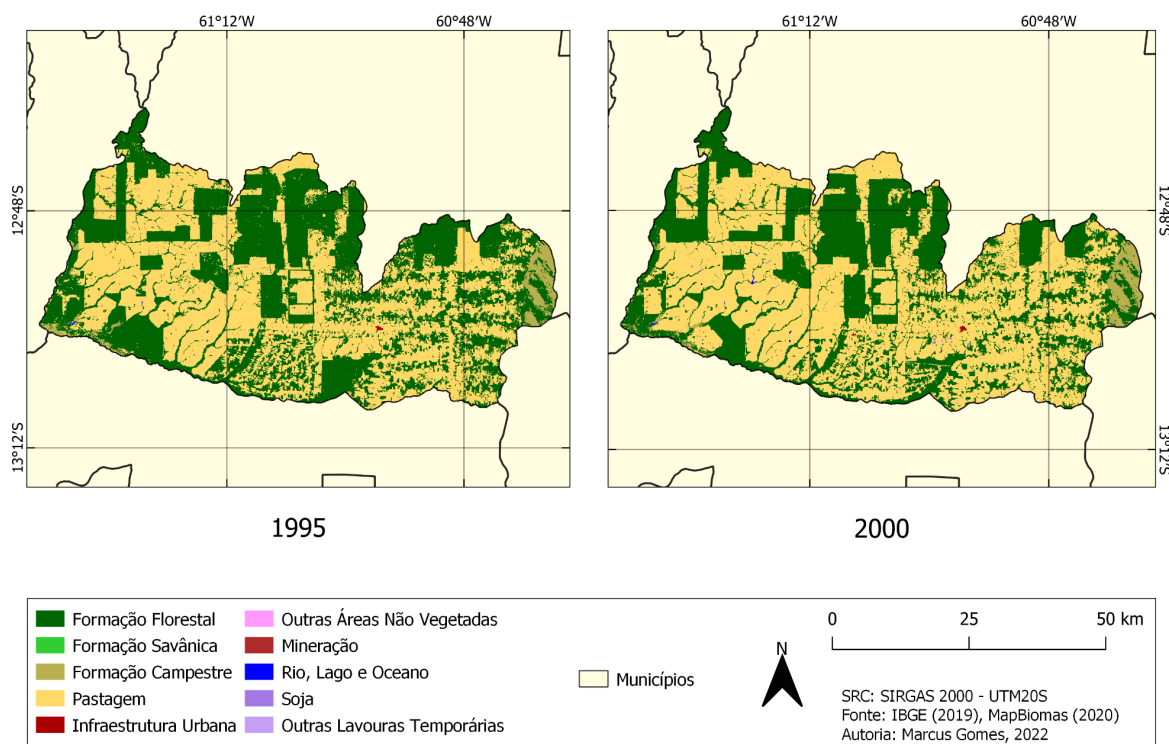 61°12'W 60°48'W 61°12'W 60°48'W
12°48'S 12°48'S
13°12'S 13°12'S
1995 2000
Formação Florestal
Formação Savânica
Formação Campestre
Pastagem
Infraestrutura Urbana
Outras Áreas Não Vegetadas
Mineração
Rio, Lago e Oceano
Soja
Outras Lavouras Temporárias
Municípios
N
0 25 50 km
SRC: SIRGAS 2000 - UTM20S
Fonte: IBGE (2019), MapBiomas (2020)
Autoria: Marcus Gomes, 2022